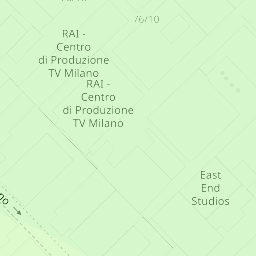 76/10
RAI -
Centro
di Produzione
TV Milano
RAI -
Centro
di Produzione
TV Milano
East
End
Studios